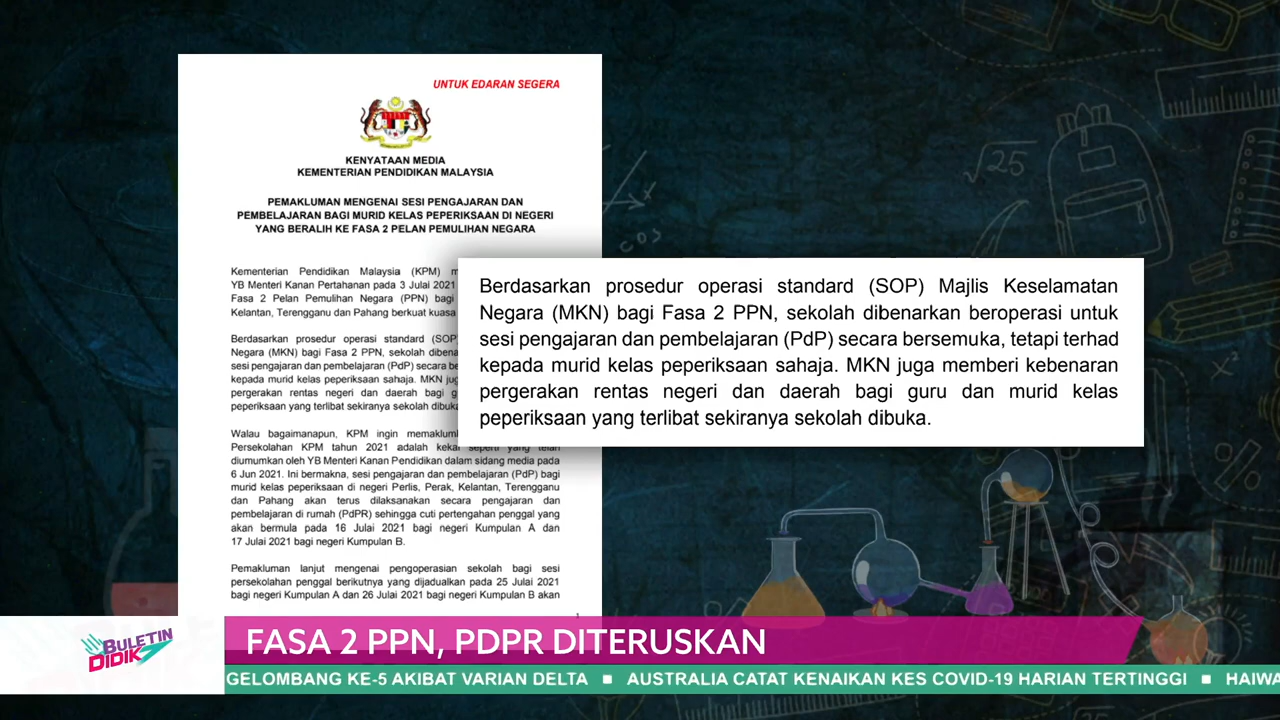 UNTUK EDARAN SEGERA
KENYATAAN MEDIA
KEMENTERIAN PENDIDIKAN MALAYSIA
PEMAKLUMAN MENGENAI SESI PENGAJARAN DAN
PEMBELAJARAN BAGI MURID KELAS PEPERIKSAAN DI NEGERI
YANG BERALIH KE FASA 2 PELAN PEMULIHAN NEGARA
Kementerian Pendidikan Malaysia (KPM) m
YB Menteri Kanan Pertahanan pada 3 Julai 2021
Fasa 2 Pelan Pemulihan Negara (PPN) bagi
Kelantan, Terengganu dan Pahang berkuat kuasa
Berdasarkan prosedur operasi standard (SOP)
Negara (MKN) bagi Fasa 2 PPN, sekolah dibena
sesi pengajaran dan pembelajaran (PdP) secara be
kepada murid kelas peperiksaan sahaja. MKN jug
pergerakan rentas negeri dan daerah bagi g
peperiksaan yang terlibat sekiranya sekolah dibuka
Walau bagaimanapun, KPM ingin memaklum
Persekolahan KPM tahun 2021 adalah kekal seperti yang telah
diumumkan oleh YB Menteri Kanan Pendidikan dalam sidang media pada
6 Jun 2021. Ini bermakna, sesi pengajaran dan pembelajaran (PdP) bagi
murid kelas peperiksaan di negeri Perlis, Perak, Kelantan, Terengganu
dan Pahang akan terus dilaksanakan secara pengajaran dan
pembelajaran di rumah (PdPR) sehingga cuti pertengahan penggal yang
akan bermula pada 16 Julai 2021 bagi negeri Kumpulan A dan
17 Julai 2021 bagi negeri Kumpulan B.
Pemakluman lanjut mengenai pengoperasian sekolah bagi sesi
persekolahan penggal berikutnya yang dijadualkan pada 25 Julai 2021
bagi negeri Kumpulan A dan 26 Julai 2021 bagi negeri Kumpulan B akan
1
Berdasarkan prosedur operasi standard (SOP) Majlis Keselamatan
Negara (MKN) bagi Fasa 2 PPN, sekolah dibenarkan beroperasi untuk
sesi pengajaran dan pembelajaran (PdP) secara bersemuka, tetapi terhad
kepada murid kelas peperiksaan sahaja. MKN juga memberi kebenaran
pergerakan rentas negeri dan daerah bagi guru dan murid kelas
peperiksaan yang terlibat sekiranya sekolah dibuka.
√25
cos
x
BULETIN
DIDIK
FASA 2 PPN, PDPR DITERUSKAN
GELOMBANG KE-5 AKIBAT VARIAN DELTA ■ AUSTRALIA CATAT KENAIKAN KES COVID-19 HARIAN TERTINGGI ■ HAIWA